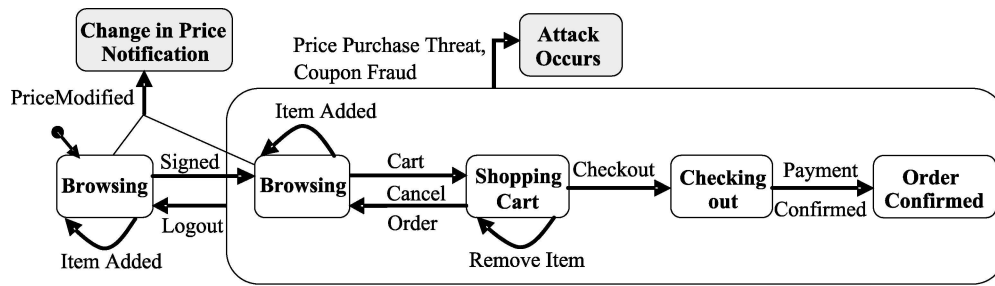 Change in Price
Notification
Price Purchase Threat,
Coupon Fraud
Attack
Occurs
PriceModified
Item Added
Browsing
Signed
Logout
Item Added
Browsing
Cart
Cancel
Order
Shopping
Cart
Remove Item
Checkout
Checking
out
Payment
Confirmed
Order
Confirmed